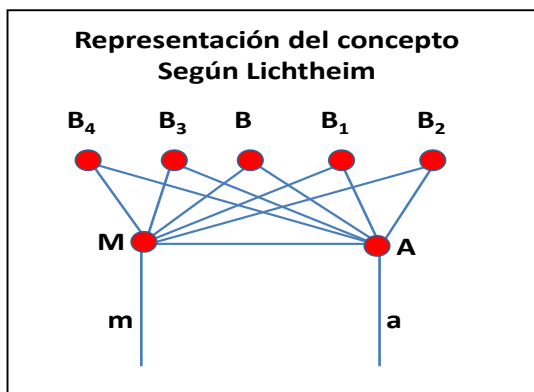 Representación del concepto
Según Lichtheim
B₄ B₃ B B₁ B₂
M A
m a